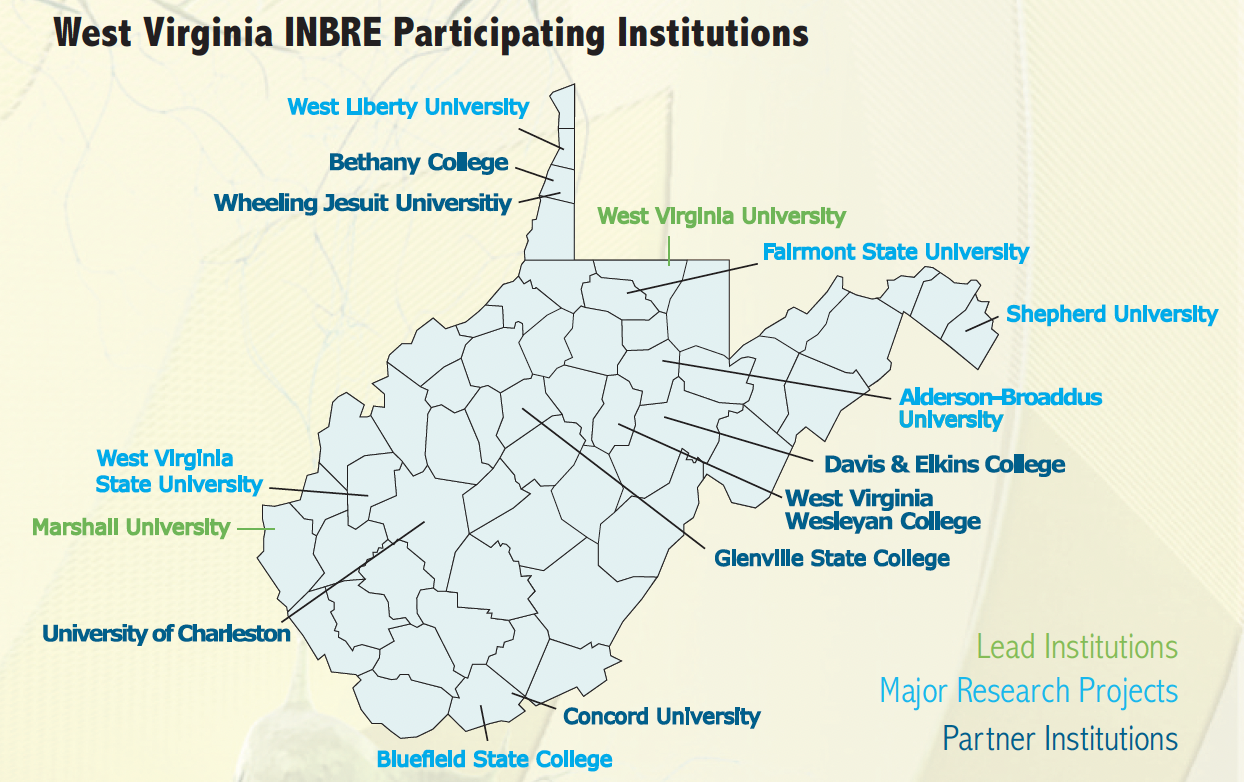 West Virginia INBRE Participating Institutions
West Liberty University
Bethany College
Wheeling Jesuit Universitiy
West Virginia University
Fairmont State University
Shepherd University
Alderson-Broaddus
University
West Virginia
State University
Davis & Elkins College
West Virginia
Wesleyan College
Marshall University
Glenville State College
University of Charleston
Lead Institutions
Major Research Projects
Concord University
Partner Institutions
Bluefield State College